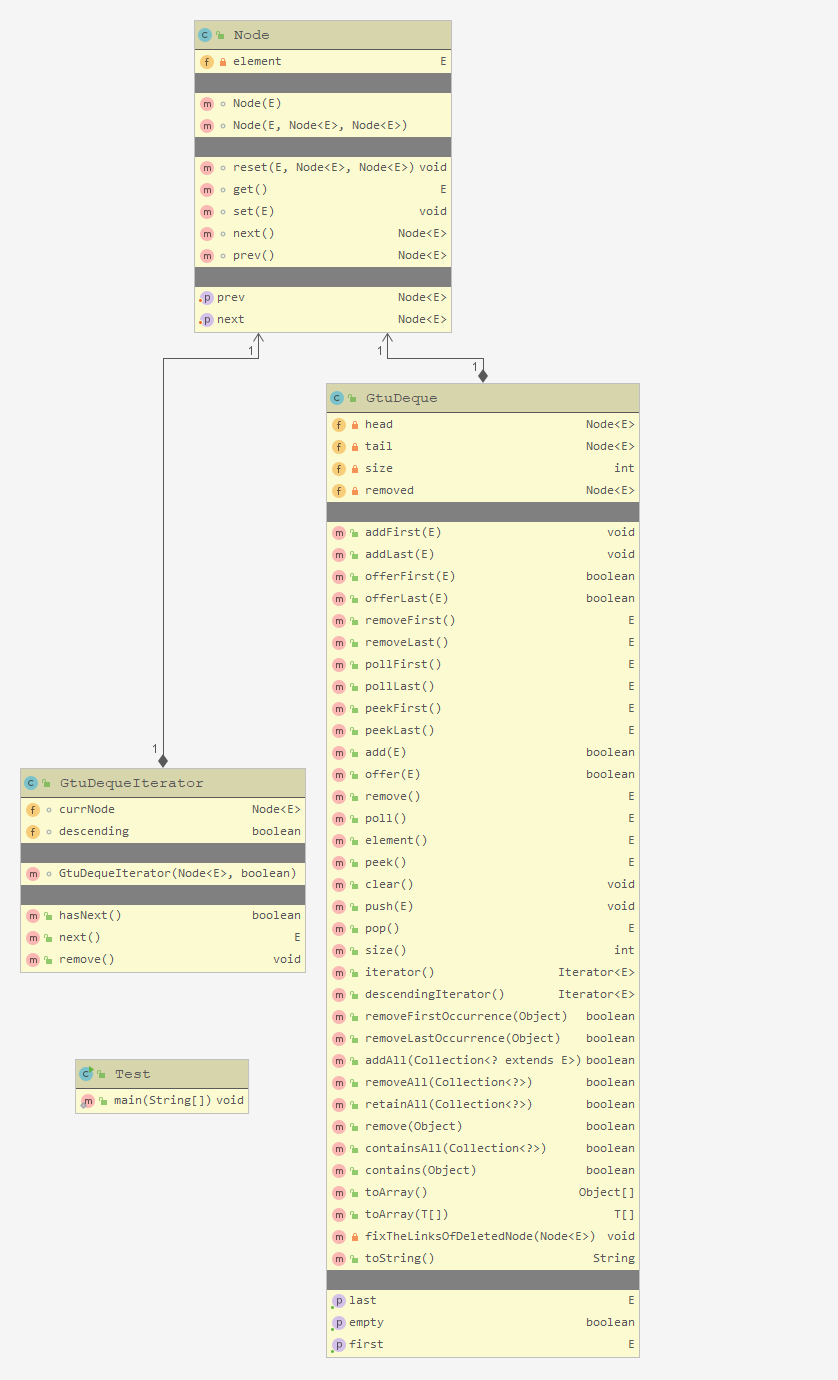 Node
element E
Node(E)
Node(E, Node<E>, Node<E>)
reset(E, Node<E>, Node<E>) void
get() E
set(E) void
next() Node<E>
prev() Node<E>
prev Node<E>
next Node<E>
1
1
1
GtuDeque
head Node<E>
tail Node<E>
size int
removed Node<E>
addFirst(E) void
addLast(E) void
offerFirst(E) boolean
offerLast(E) boolean
removeFirst() E
removeLast() E
pollFirst() E
pollLast() E
peekFirst() E
peekLast() E
add(E) boolean
offer(E) boolean
remove() E
poll() E
element() E
peek() E
clear() void
push(E) void
pop() E
size() int
iterator() Iterator<E>
descendingIterator() Iterator<E>
removeFirstOccurrence(Object) boolean
removeLastOccurrence(Object) boolean
addAll(Collection<? extends E>) boolean
removeAll(Collection<?>) boolean
retainAll(Collection<?>) boolean
remove(Object) boolean
containsAll(Collection<?>) boolean
contains(Object) boolean
toArray() Object[]
toArray(T[]) T[]
fixTheLinksOfDeletedNode(Node<E>) void
toString() String
last E
empty boolean
first E
1
GtuDequeIterator
currNode Node<E>
descending boolean
GtuDequeIterator(Node<E>, boolean)
hasNext() boolean
next() E
remove() void
Test
main(String[]) void